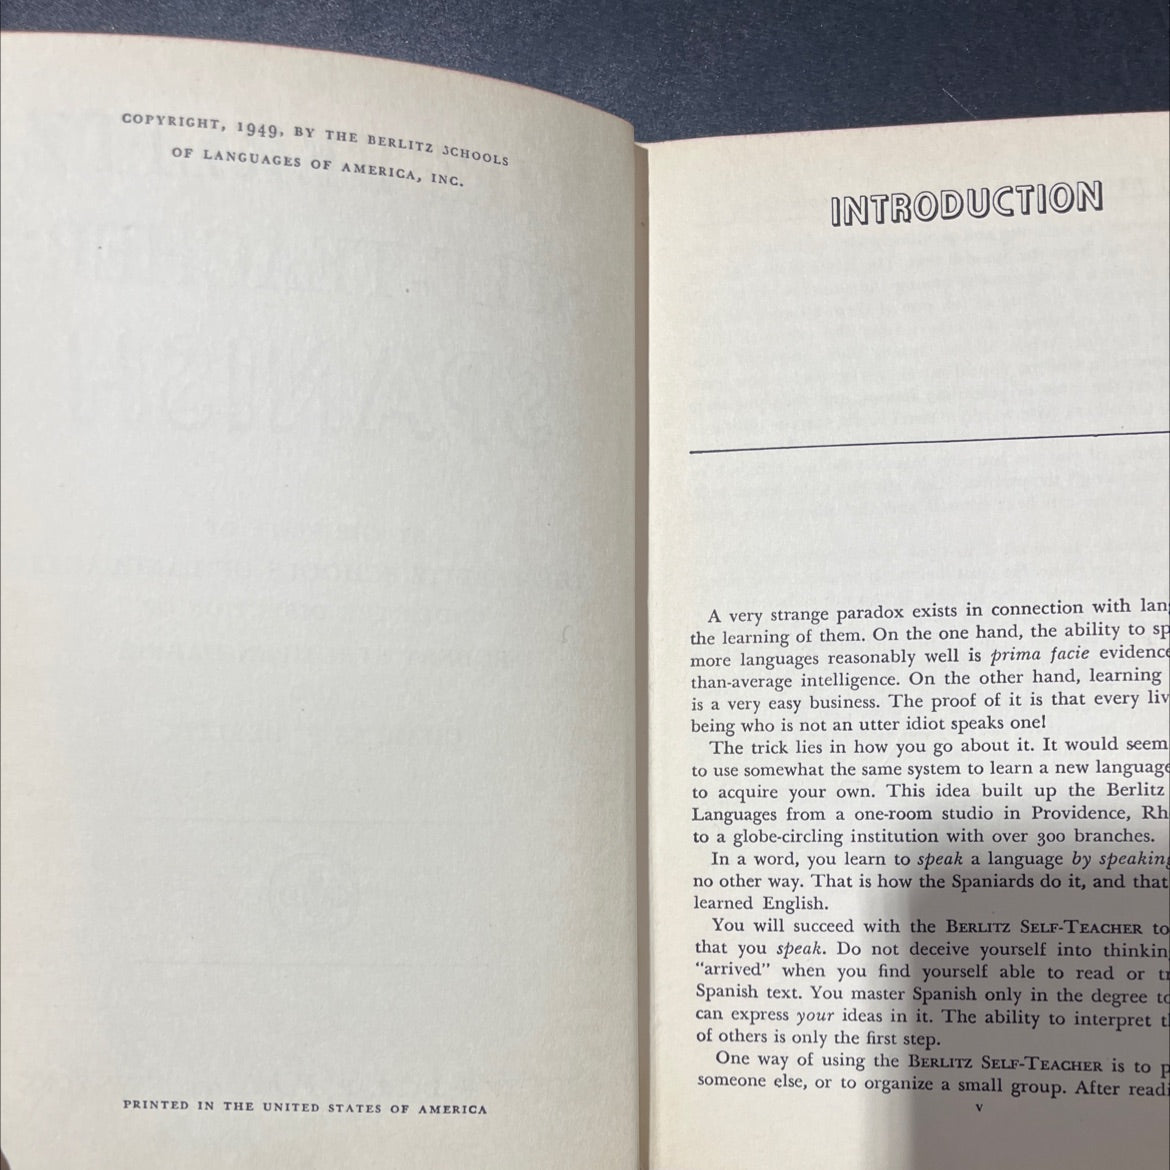 COPYRIGHT, 1949, BY THE BERLITZ SCHOOLS
OF LANGUAGES OF AMERICA, INC.
PRINTED IN THE UNITED STATES OF AMERICA
INTRODUCTION
A very strange paradox exists in connection with lan
the learning of them. On the one hand, the ability to sp
more languages reasonably well is prima facie evidence
than-average intelligence. On the other hand, learning
is a very easy business. The proof of it is that every liv
being who is not an utter idiot speaks one!
The trick lies in how you go about it. It would seem
to use somewhat the same system to learn a new language
to acquire your own. This idea built up the Berlitz
Languages from a one-room studio in Providence, Rh
to a globe-circling institution with over 300 branches.
In a word, you learn to speak a language by speaking
no other way. That is how the Spaniards do it, and that
learned English.
You will succeed with the BERLITZ SELF-TEACHER to
that you speak. Do not deceive yourself into thinkin
"arrived" when you find yourself able to read or tr
Spanish text. You master Spanish only in the degree to
can express your ideas in it. The ability to interpret t
of others is only the first step.
One way of using the BERLITZ SELF-TEACHER is to p
someone else, or to organize a small group. After readi
v